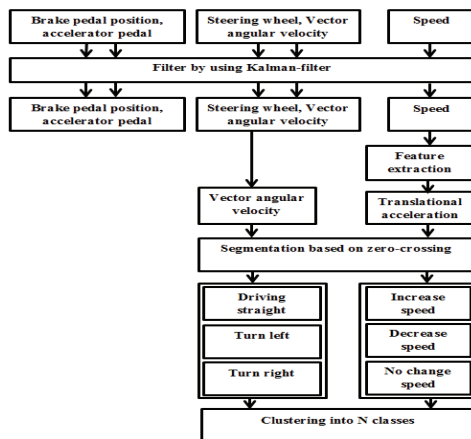 Brake pedal position,
accelerator pedal
Steering wheel, Vector
angular velocity
Speed
Filter by using Kalman-filter
Brake pedal position,
accelerator pedal
Steering wheel, Vector
angular velocity
Speed
Feature
extraction
Vector angular
velocity
Translational
acceleration
Segmentation based on zero-crossing
Driving
straight
Turn left
Turn right
Increase
speed
Decrease
speed
No change
speed
Clustering into N classes